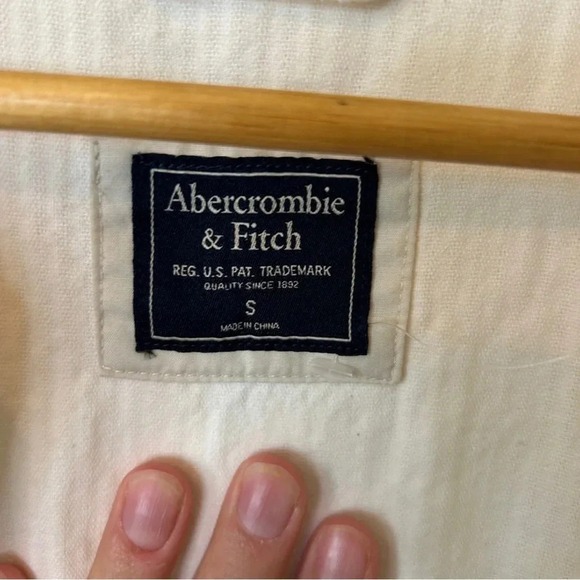 Abercrombie
& Fitch
REG. U.S. PAT. TRADEMARK
QUALITY SINCE 1892
S
MADE IN CHINA